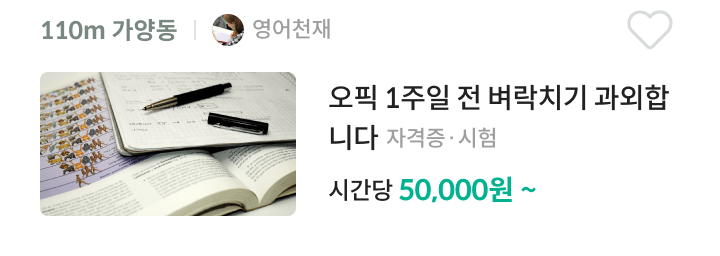 110m 가양동 영어천재
오픽 1주일 전 벼락치기 과외합
니다 자격증 · 시험
시간당 50,000원 ~